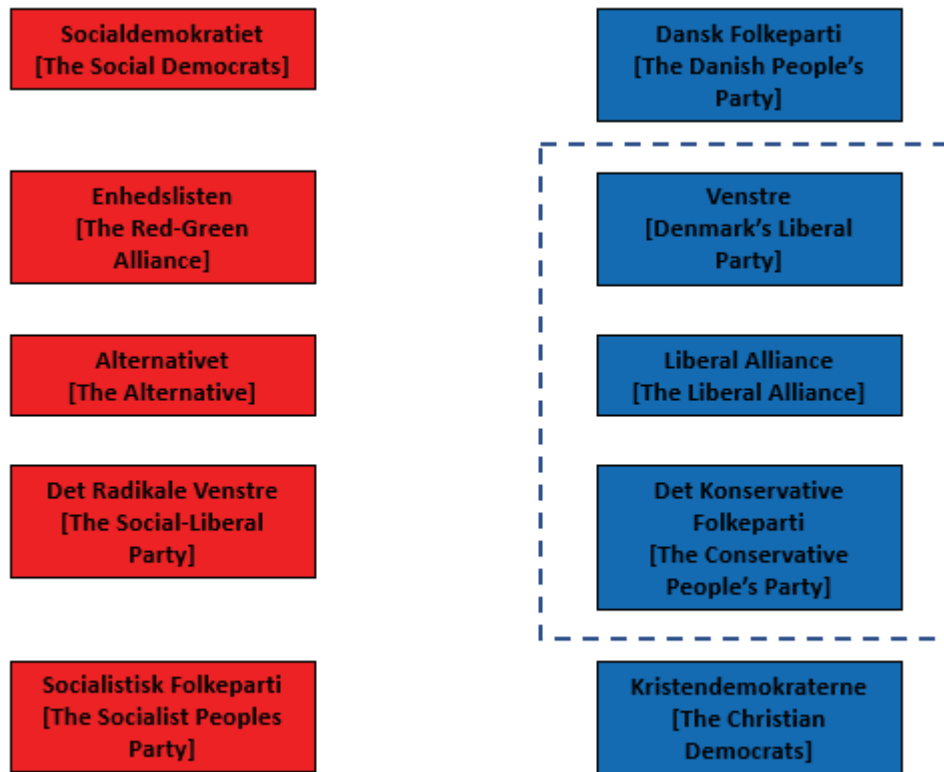 Socialdemokratiet
[The Social Democrats]
Dansk Folkeparti
[The Danish People's
Party]
Enhedslisten
[The Red-Green
Alliance]
Venstre
[Denmark's Liberal
Party]
Alternativet
[The Alternative]
Liberal Alliance
[The Liberal Alliance]
Det Radikale Venstre
[The Social-Liberal
Party]
Det Konservative
Folkeparti
[The Conservative
People's Party]
Socialistisk Folkeparti
[The Socialist Peoples
Party]
Kristendemokraterne
[The Christian
Democrats]